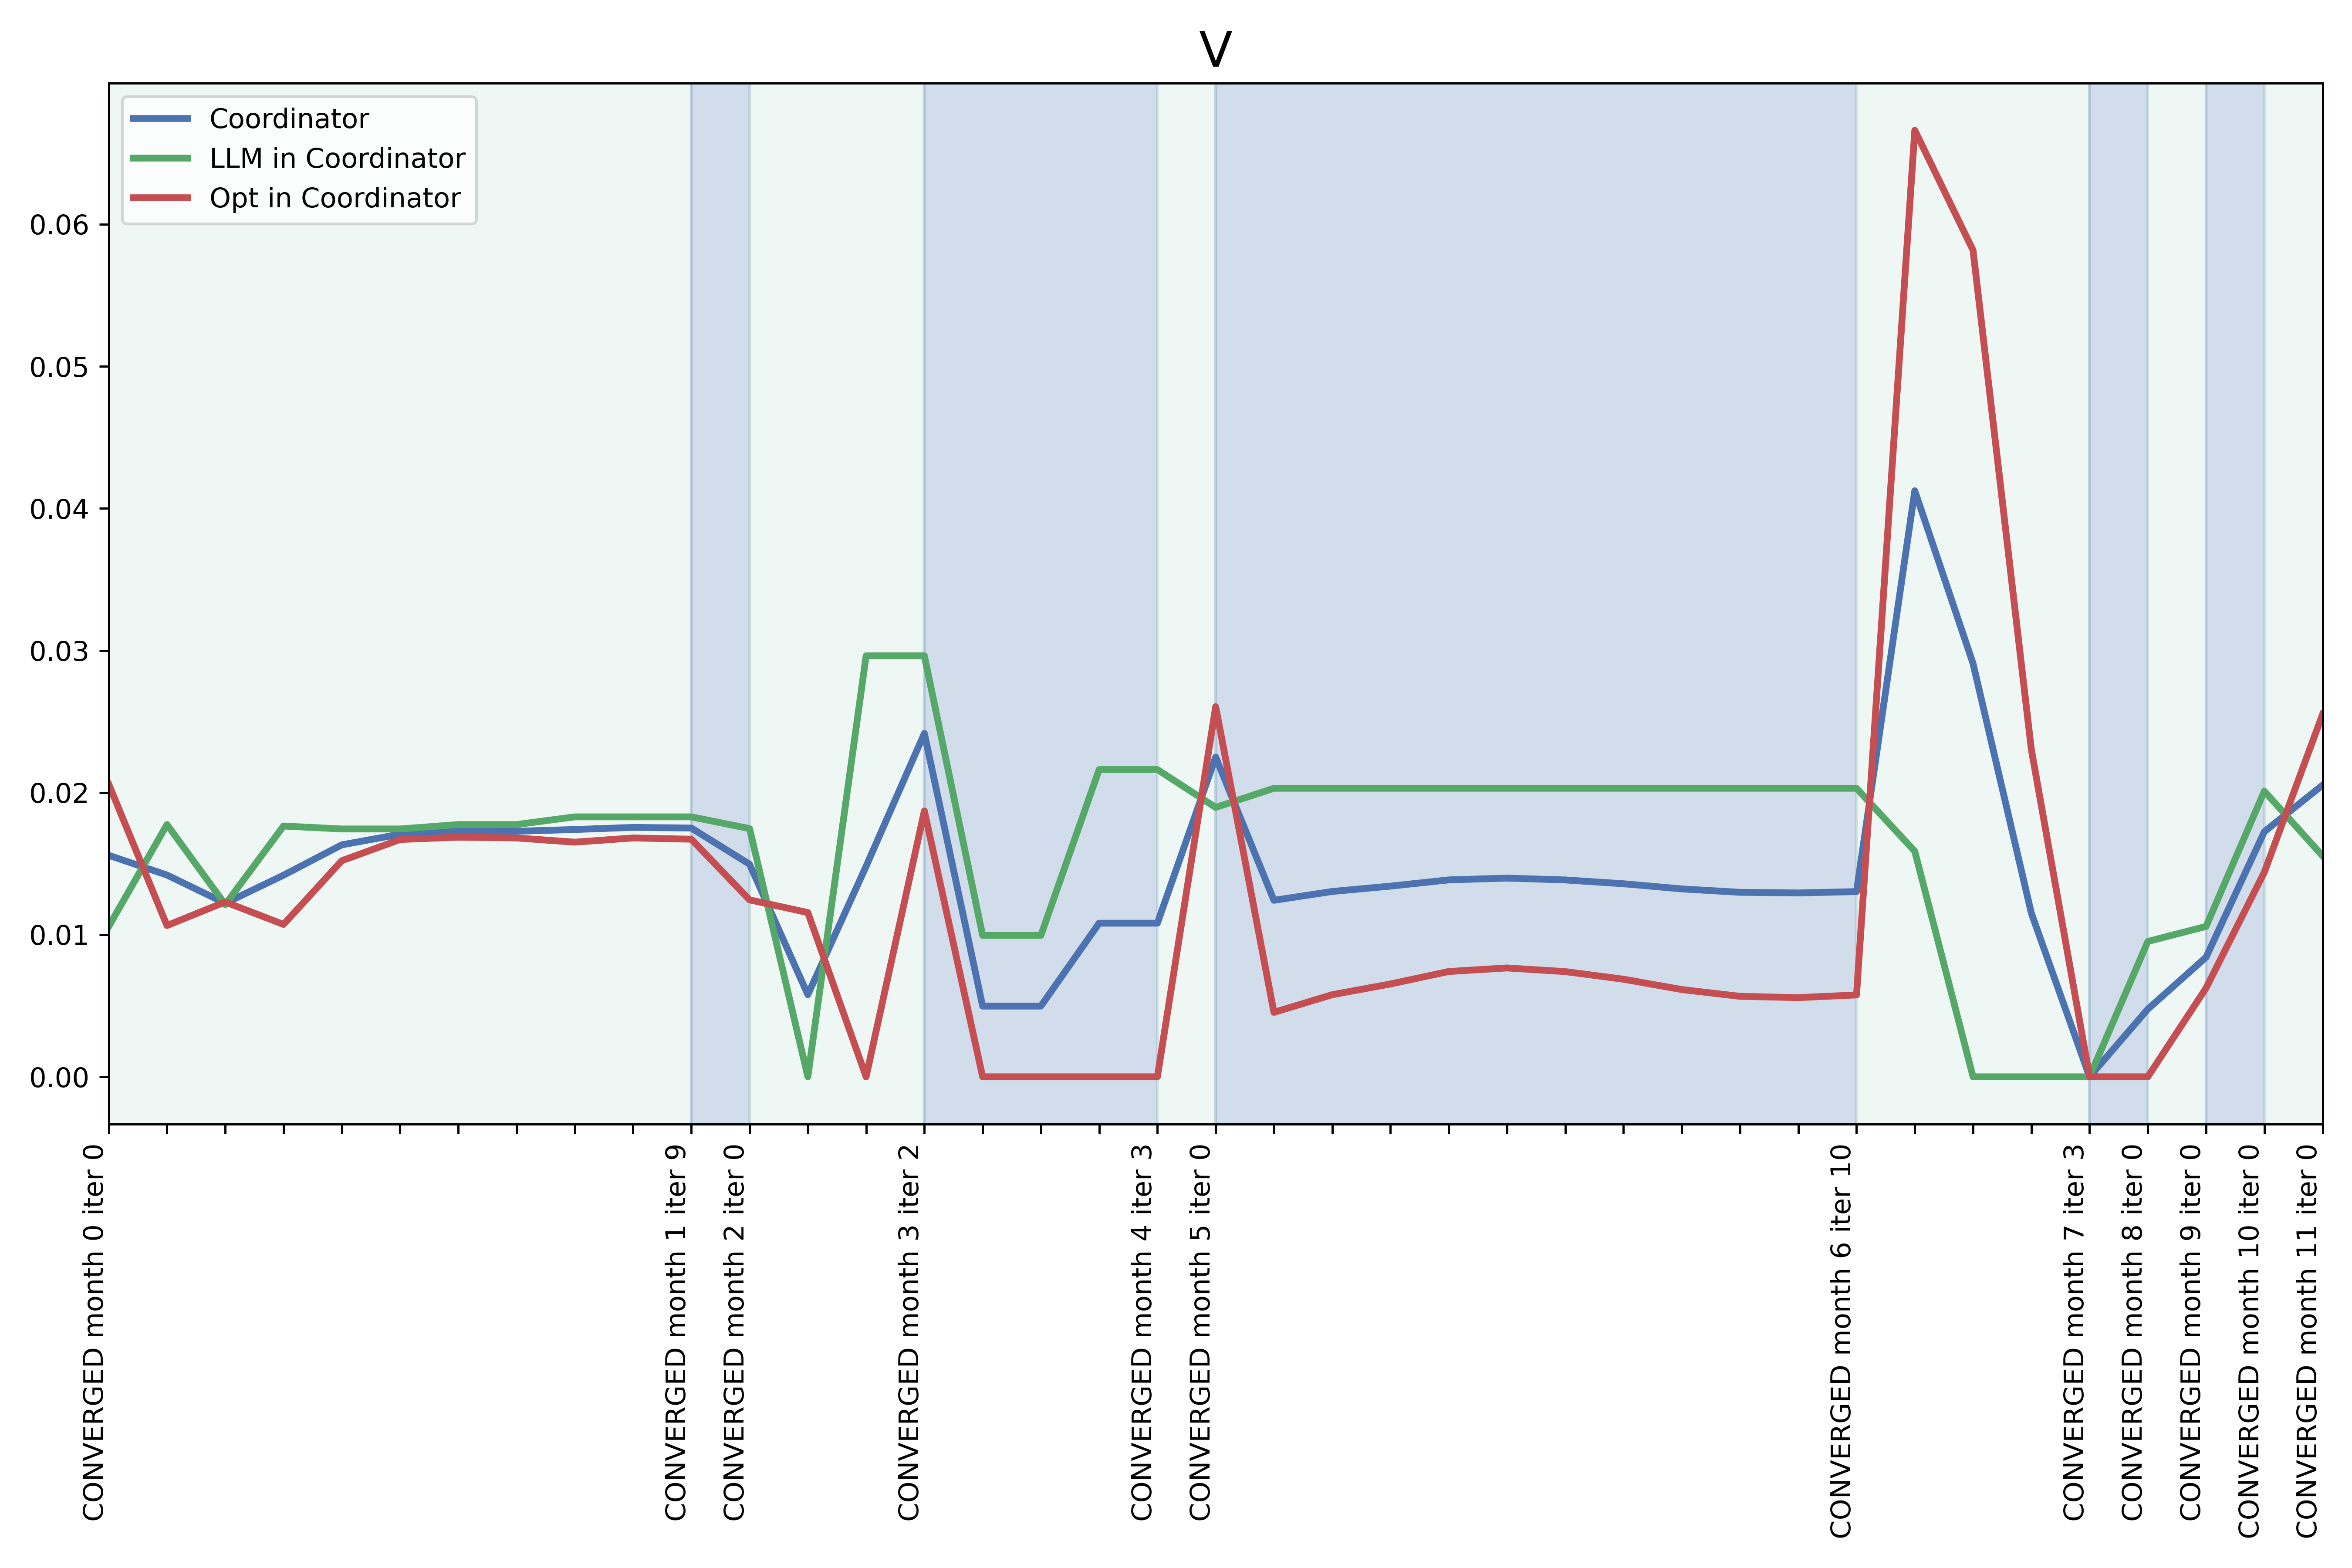 V
Coordinator
LLM in Coordinator
Opt in Coordinator
0.06
0.05
0.04
0.03
0.02
0.01
0.00
CONVERGED month 0 iter 0
CONVERGED month 1 iter 9
CONVERGED month 2 iter 0
CONVERGED month 3 iter 2
CONVERGED month 4 iter 3
CONVERGED month 5 iter 0
CONVERGED month 6 iter 10
CONVERGED month 7 iter 3
CONVERGED month 8 iter 0
CONVERGED month 9 iter 0
CONVERGED month 10 iter 0
CONVERGED month 11 iter 0